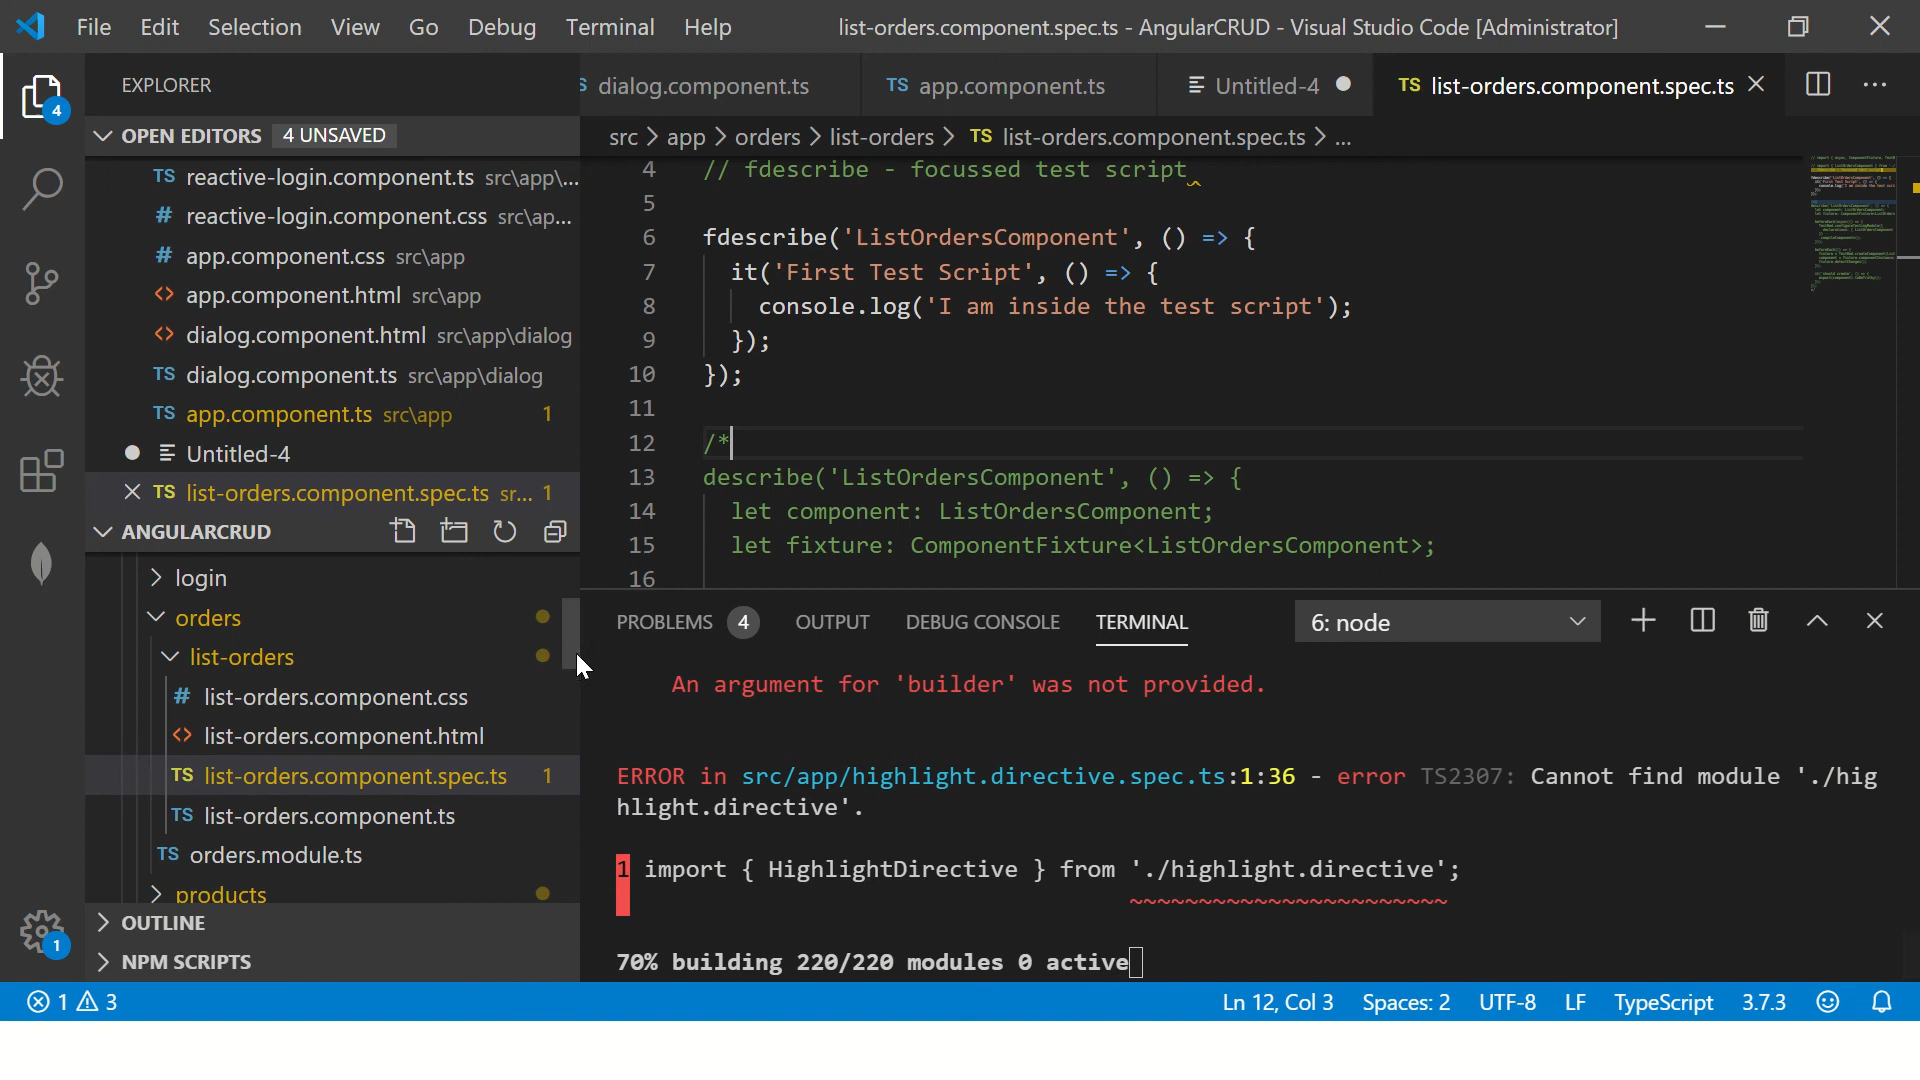 File Edit Selection View Go Debug Terminal Help
list-orders.component.spec.ts - AngularCRUD - Visual Studio Code [Administrator]
EXPLORER
4
OPEN EDITORS 4 UNSAVED
TS reactive-login.component.ts src\app\...
# reactive-login.component.css src\ap...
# app.component.css src\app
<> app.component.html src\app
<> dialog.component.html src\app\dialog
TS dialog.component.ts src\app\dialog
TS app.component.ts src\app 1
Untitled-4
TS list-orders.component.spec.ts sr... 1
ANGULARCRUD
login
orders
list-orders
# list-orders.component.css
<> list-orders.component.html
TS list-orders.component.spec.ts 1
TS list-orders.component.ts
TS orders.module.ts
products
OUTLINE
NPM SCRIPTS
1
dialog.component.ts
TS app.component.ts
Untitled-4
TS list-orders.component.spec.ts
src > app > orders > list-orders > TS list-orders.component.spec.ts > ...
4 // fdescribe - focussed test script
5
6 fdescribe('ListOrdersComponent', () => {
7 it('First Test Script', () => {
8 console.log('I am inside the test script');
9 });
10 });
11
12 /*
13 describe('ListOrdersComponent', () => {
14 let component: ListOrdersComponent;
15 let fixture: ComponentFixture<ListOrdersComponent>;
16
PROBLEMS 4 OUTPUT DEBUG CONSOLE TERMINAL 6: node
An argument for 'builder' was not provided.
ERROR in src/app/highlight.directive.spec.ts:1:36 - error TS2307: Cannot find module './hig
hlight.directive'.
1 import { HighlightDirective } from './highlight.directive';
~~~~~~~~~~~~~~~~~~~~~~~
70% building 220/220 modules 0 active
1 3
Ln 12, Col 3 Spaces: 2 UTF-8 LF TypeScript 3.7.3